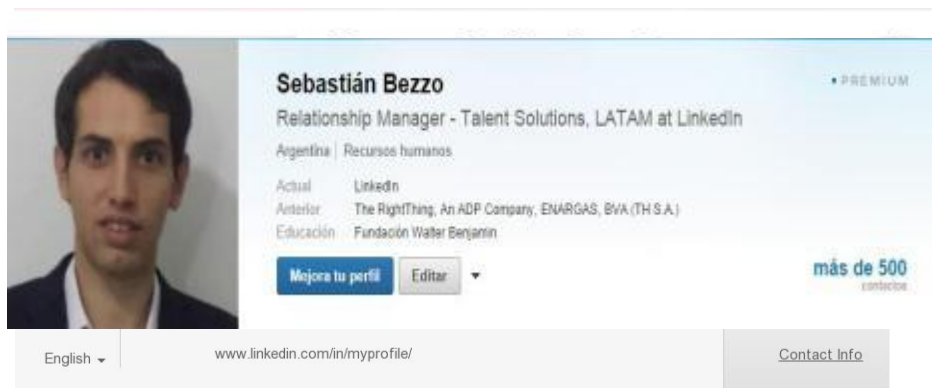 Sebastián Bezzo
• PREMIUM
Relationship Manager - Talent Solutions, LATAM at LinkedIn
Argentina | Recursos humanos
Actual LinkedIn
Anterior The RightThing, An ADP Company, ENARGAS, BVA (TH S.A.)
Educación Fundación Walter Benjamin
Mejora tu perfil Editar
más de 500
contactos
English www.linkedin.com/in/myprofile/ Contact Info